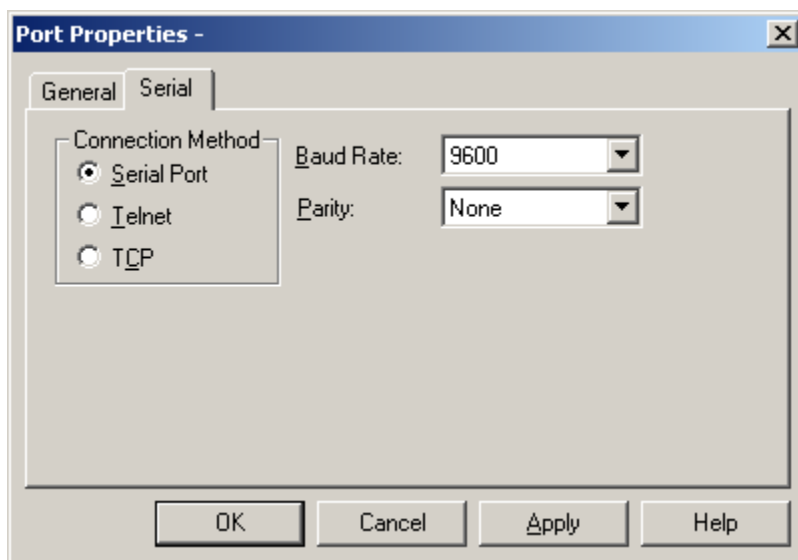 Port Properties -
General Serial
Connection Method
Serial Port
Telnet
TCP
Baud Rate: 9600
Parity: None
OK Cancel Apply Help